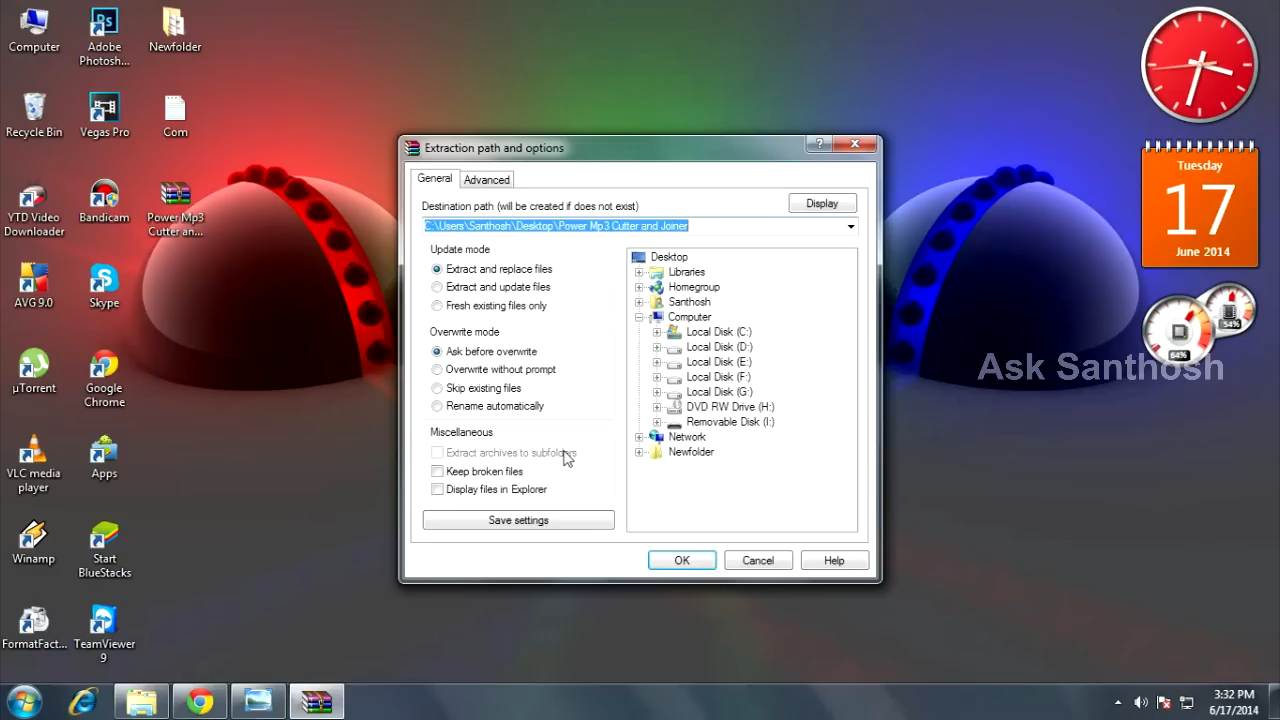 Computer
Adobe
Photosh...
Newfolder
Recycle Bin
Vegas Pro
Com
YTD Video
Downloader
Bandicam
Power Mp3
Cutter an...
AVG 9.0
Skype
µTorrent
Google
Chrome
VLC media
player
Apps
Winamp
Start
BlueStacks
FormatFact...
TeamViewer
9
Ps
Extraction path and options
?
General
Advanced
Destination path (will be created if does not exist)
Display
C:\Users\Santhosh\Desktop\Power Mp3 Cutter and Joiner
Update mode
Extract and replace files
Extract and update files
Fresh existing files only
Overwrite mode
Ask before overwrite
Overwrite without prompt
Skip existing files
Rename automatically
Miscellaneous
Extract archives to subfolders
Keep broken files
Display files in Explorer
Save settings
Desktop
Libraries
Homegroup
Santhosh
Computer
Local Disk (C:)
Local Disk (D:)
Local Disk (E:)
Local Disk (F:)
Local Disk (G:)
DVD RW Drive (H:)
Removable Disk (I:)
Network
Newfolder
OK
Cancel
Help
Tuesday
17
June 2014
54%
64%
Ask Santhosh
3:32 PM
6/17/2014